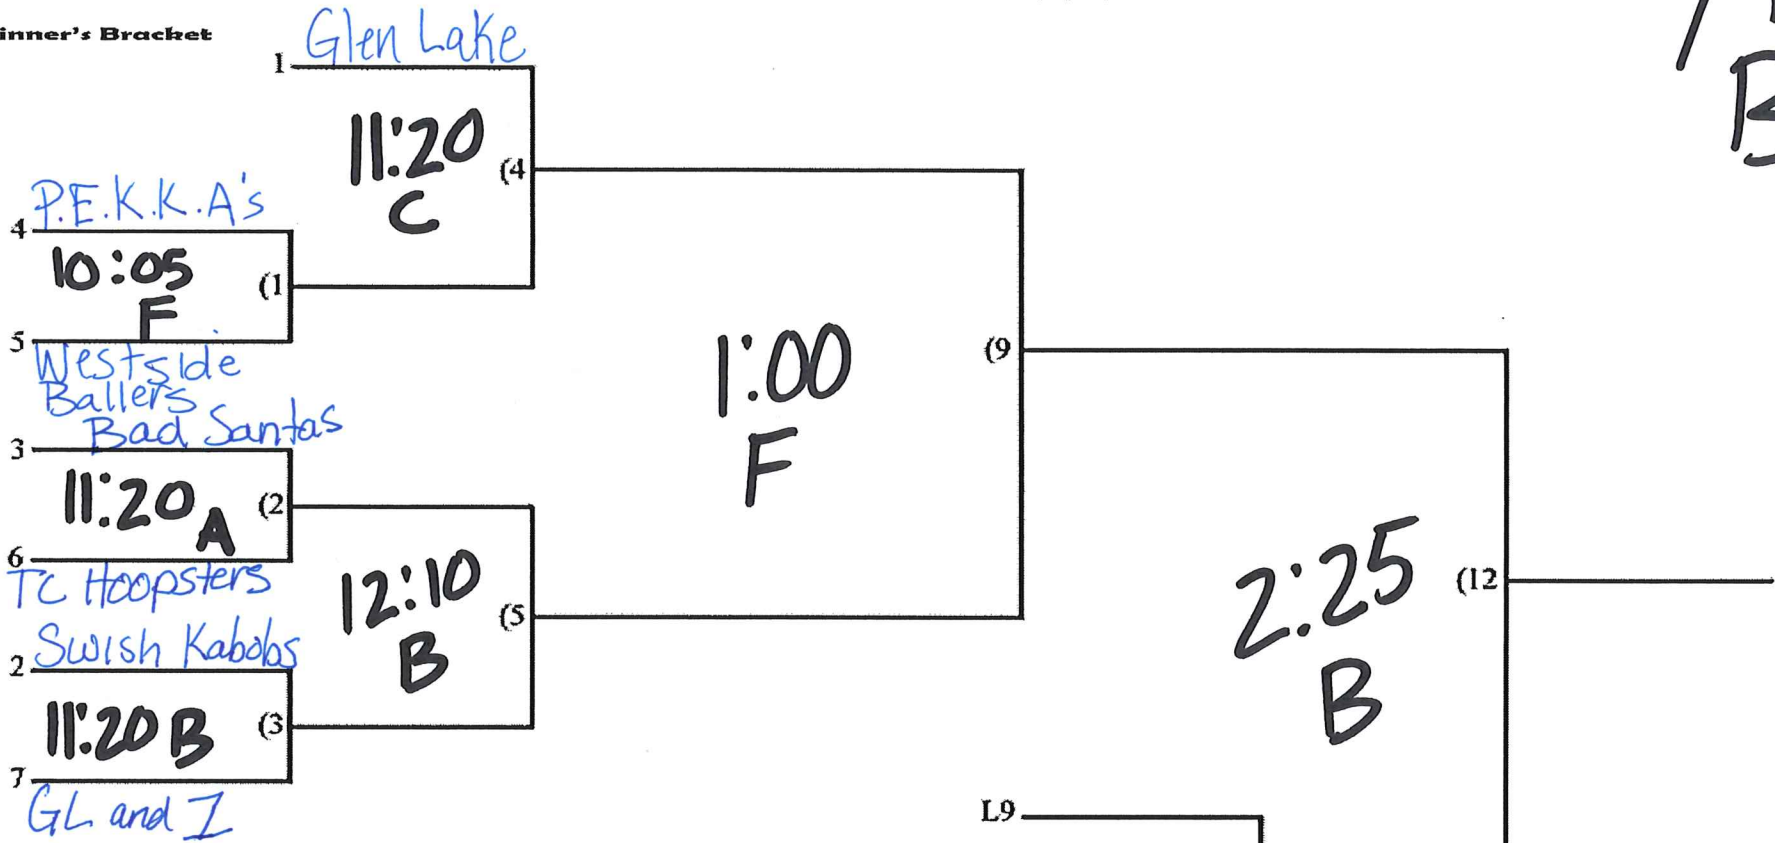 inner's Bracket
Glen Lake
1
11:20
(4
C
P.E.K.K.A's
4
10:05
(1
F
5
Westside
Ballers
Bad Santas
3
11:20 A
(2
6
TC Hoopsters
12:10
(5
B
Swish Kabobs
2
11:20 B
(3
7
GL and I
1:00
F
(9
2:25
B
(12
L9
B